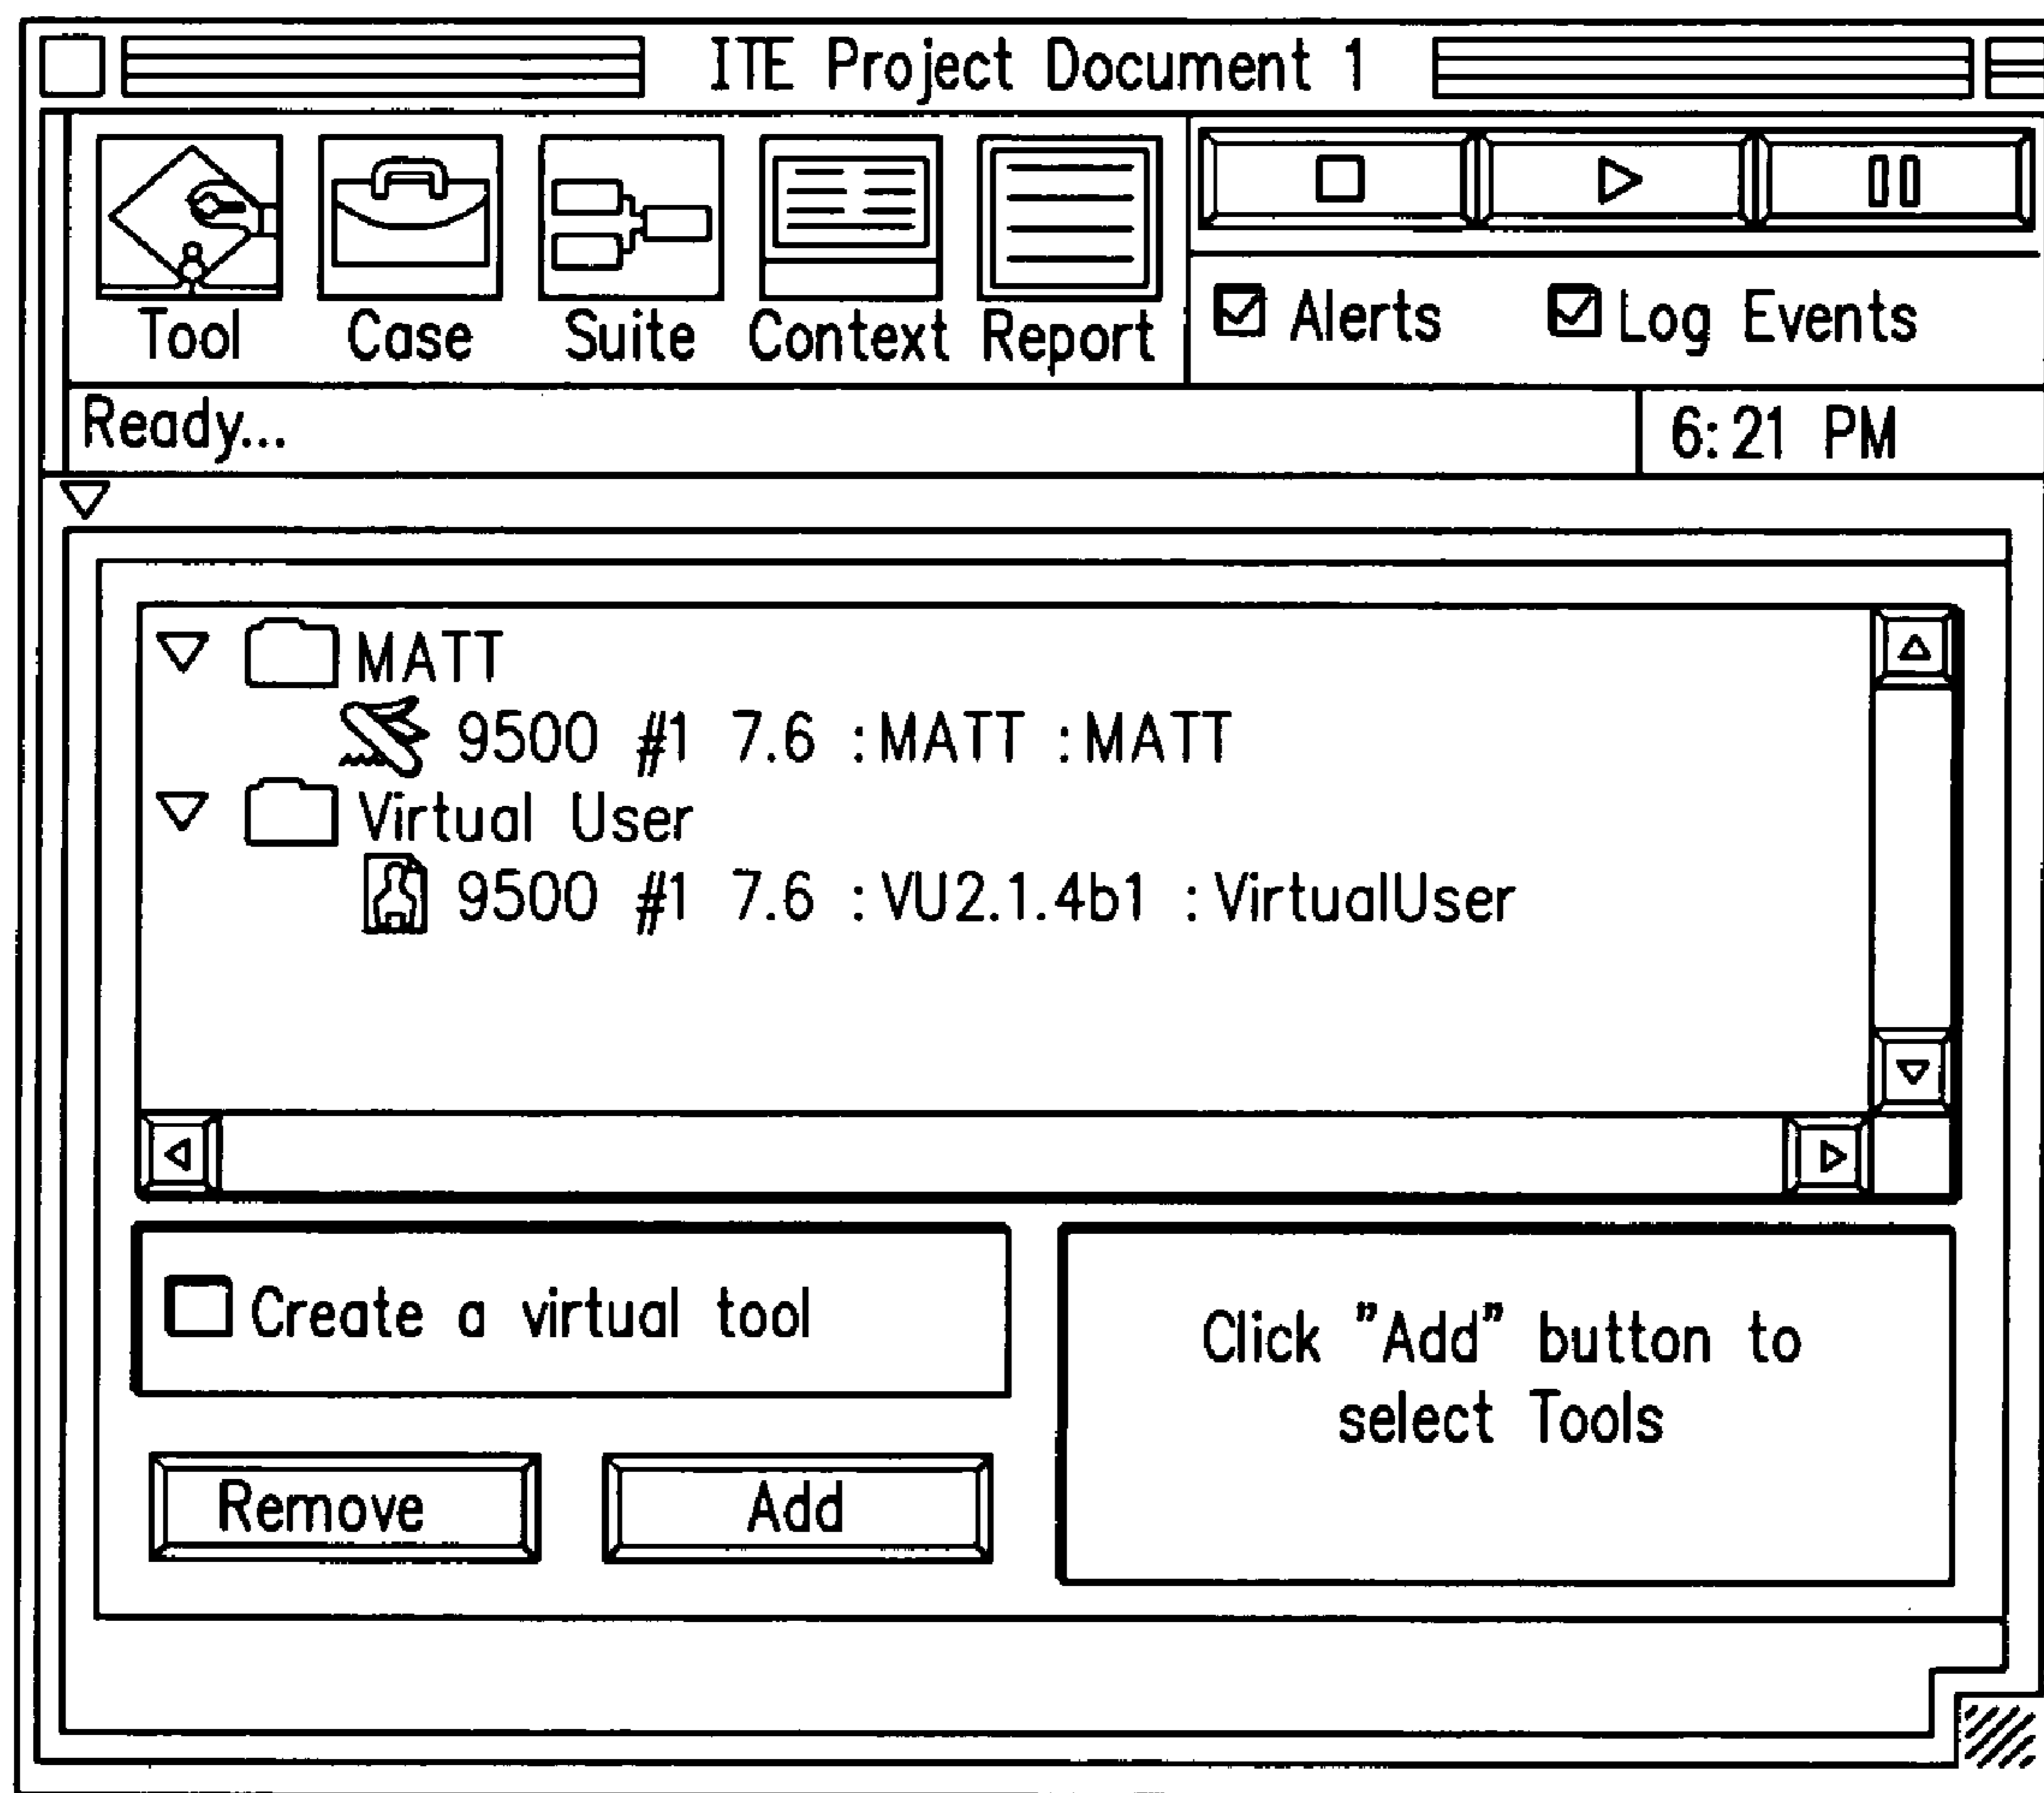 ITE Project Document 1
Tool Case Suite Context Report
Alerts Log Events
Ready... 6:21 PM
MATT
9500 #1 7.6 :MATT :MATT
Virtual User
9500 #1 7.6 :VU2.1.4b1 :VirtualUser
Create a virtual tool
Click "Add" button to
select Tools
Remove Add